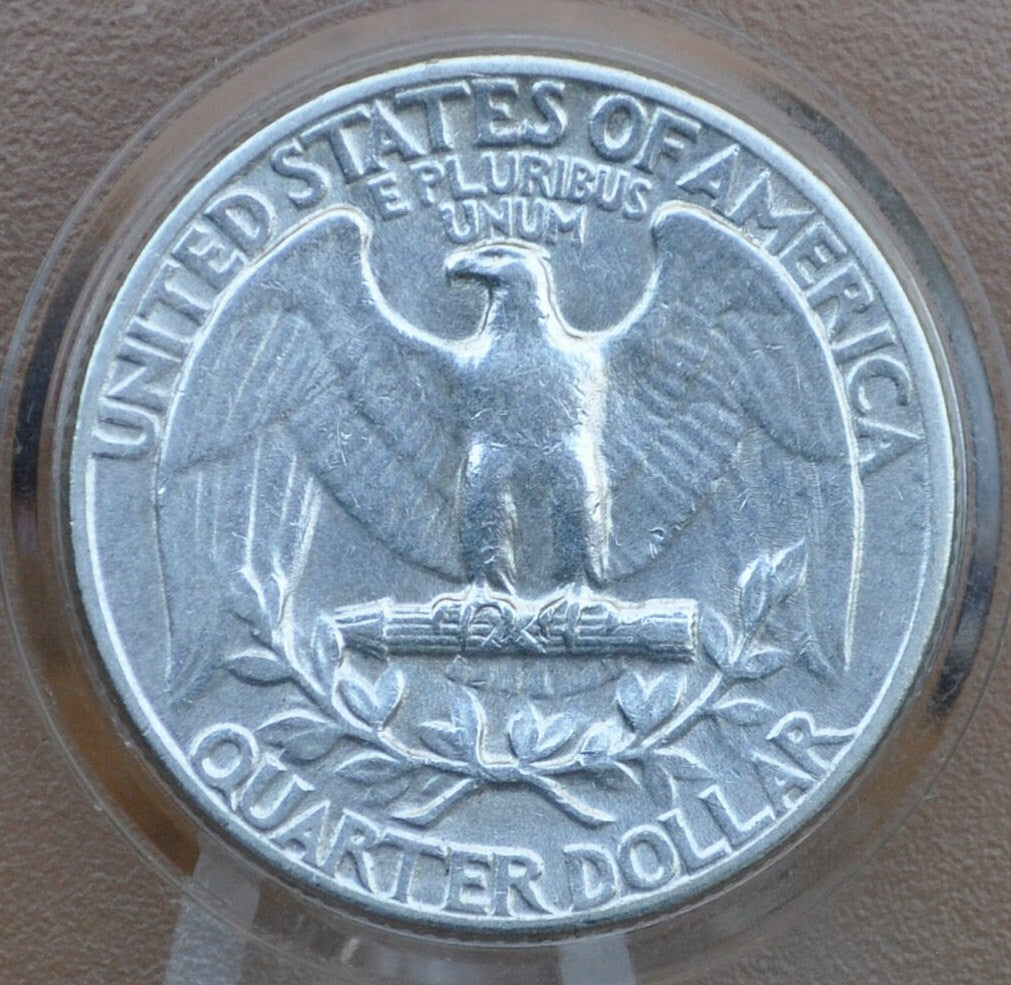 UNITED STATES OF AMERICA
E PLURIBUS
UNUM
QUARTER DOLLAR